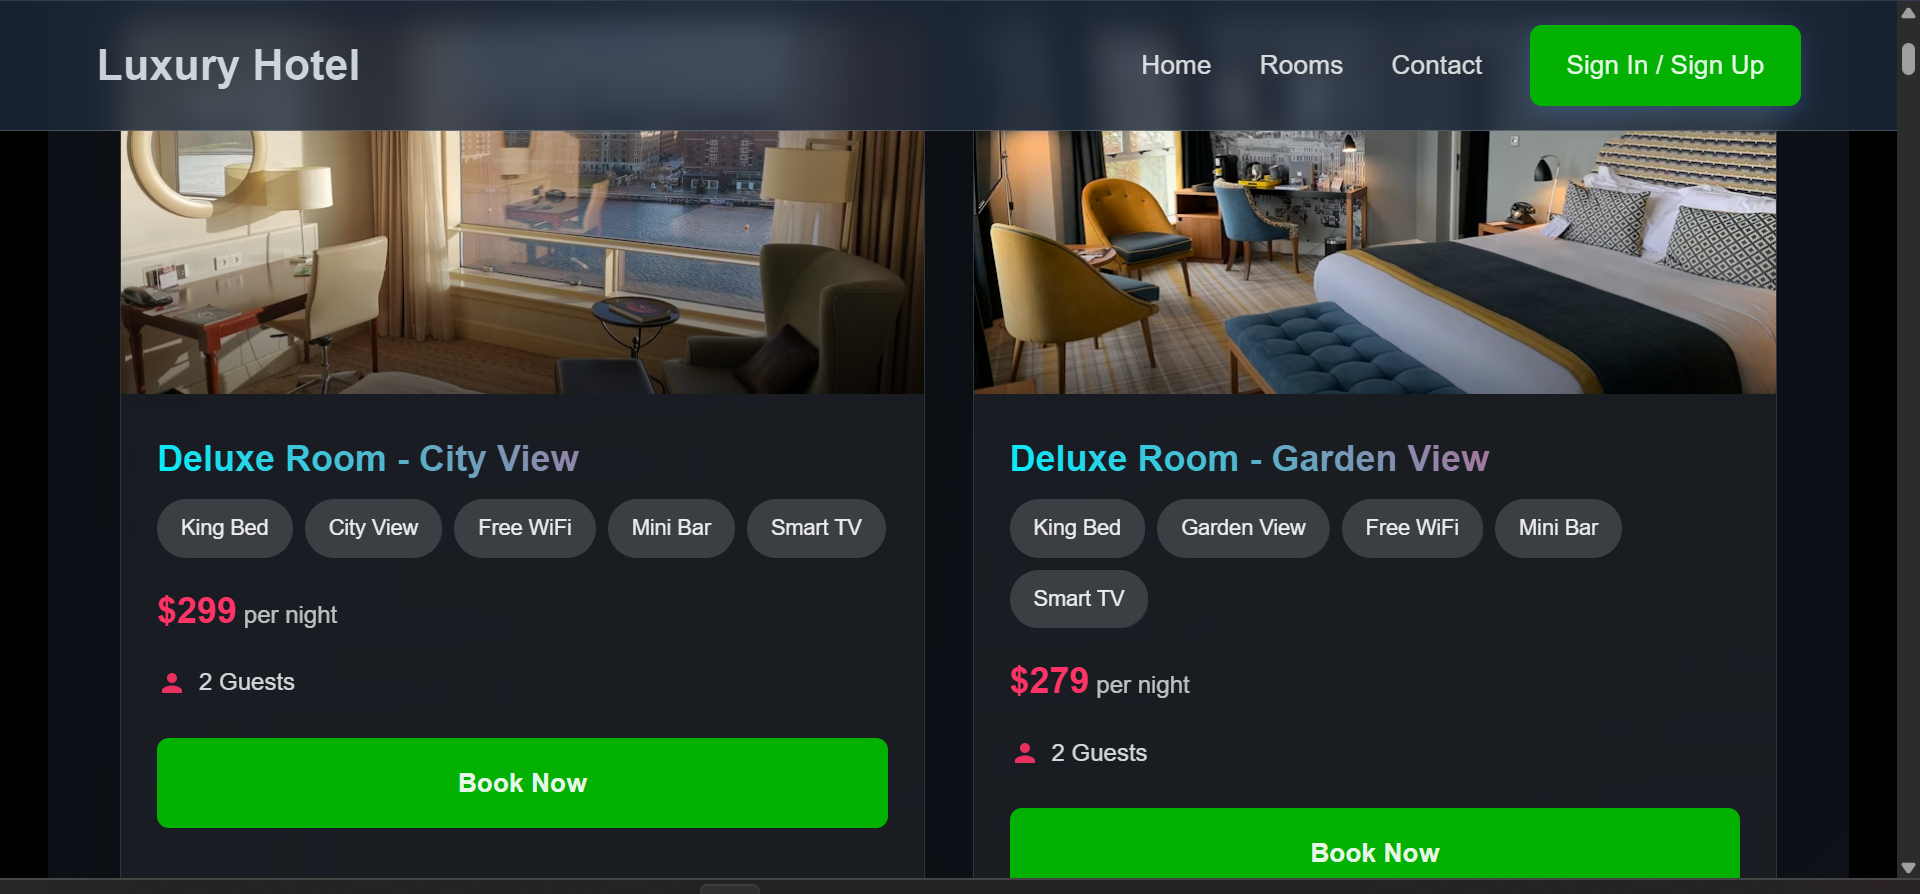 Luxury Hotel
Home
Rooms
Contact
Sign In / Sign Up
Deluxe Room - City View
King Bed
City View
Free WiFi
Mini Bar
Smart TV
$299 per night
2 Guests
Book Now
Deluxe Room - Garden View
King Bed
Garden View
Free WiFi
Mini Bar
Smart TV
$279 per night
2 Guests
Book Now